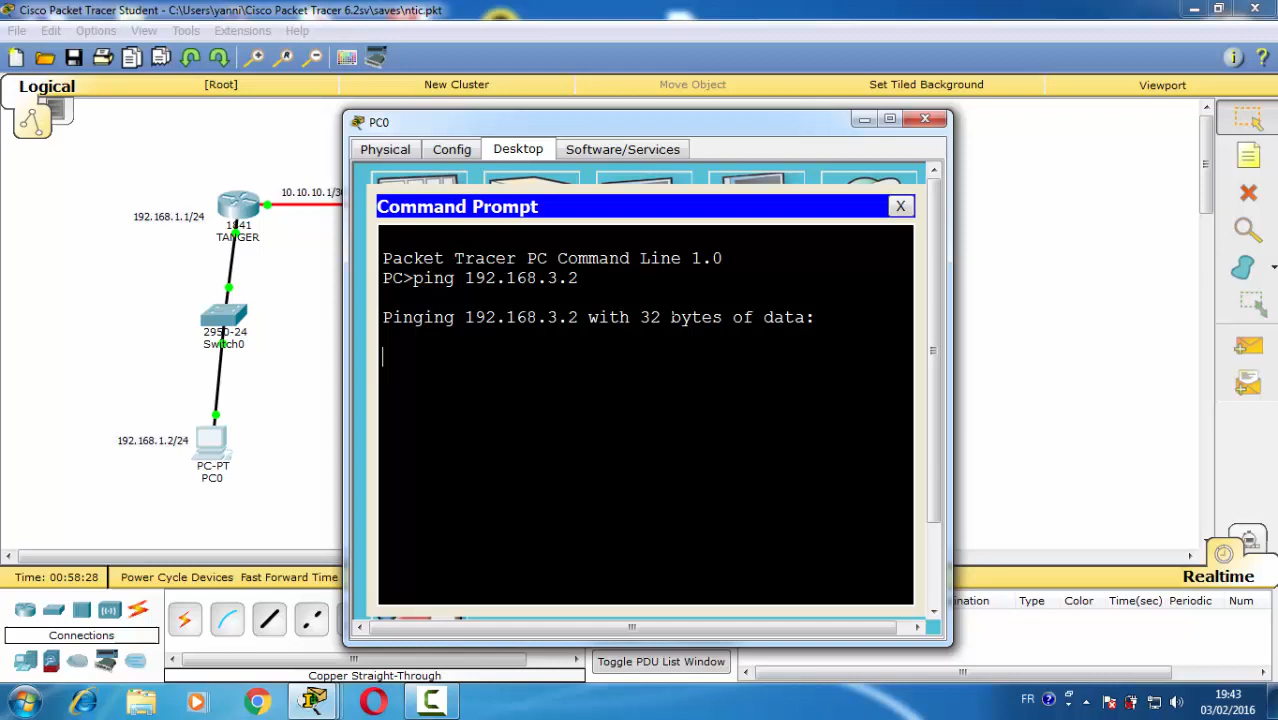 Cisco Packet Tracer Student - C:\Users\yanni\Cisco Packet Tracer 6.2sv\saves\ntic.pkt
File Edit Options View Tools Extensions Help
Logical [Root] New Cluster Move Object Set Tiled Background Viewport
PC0
Physical Config Desktop Software/Services
Command Prompt X
Packet Tracer PC Command Line 1.0
PC>ping 192.168.3.2
Pinging 192.168.3.2 with 32 bytes of data:
10.10.10.1/30
192.168.1.1/24
1841
TANGER
2950-24
Switch0
192.168.1.2/24
PC-PT
PC0
Time: 00:58:28 Power Cycle Devices Fast Forward Time
Realtime
Connections
Copper Straight-Through
Toggle PDU List Window
ination Type Color Time(sec) Periodic Num
FR
19:43
03/02/2016